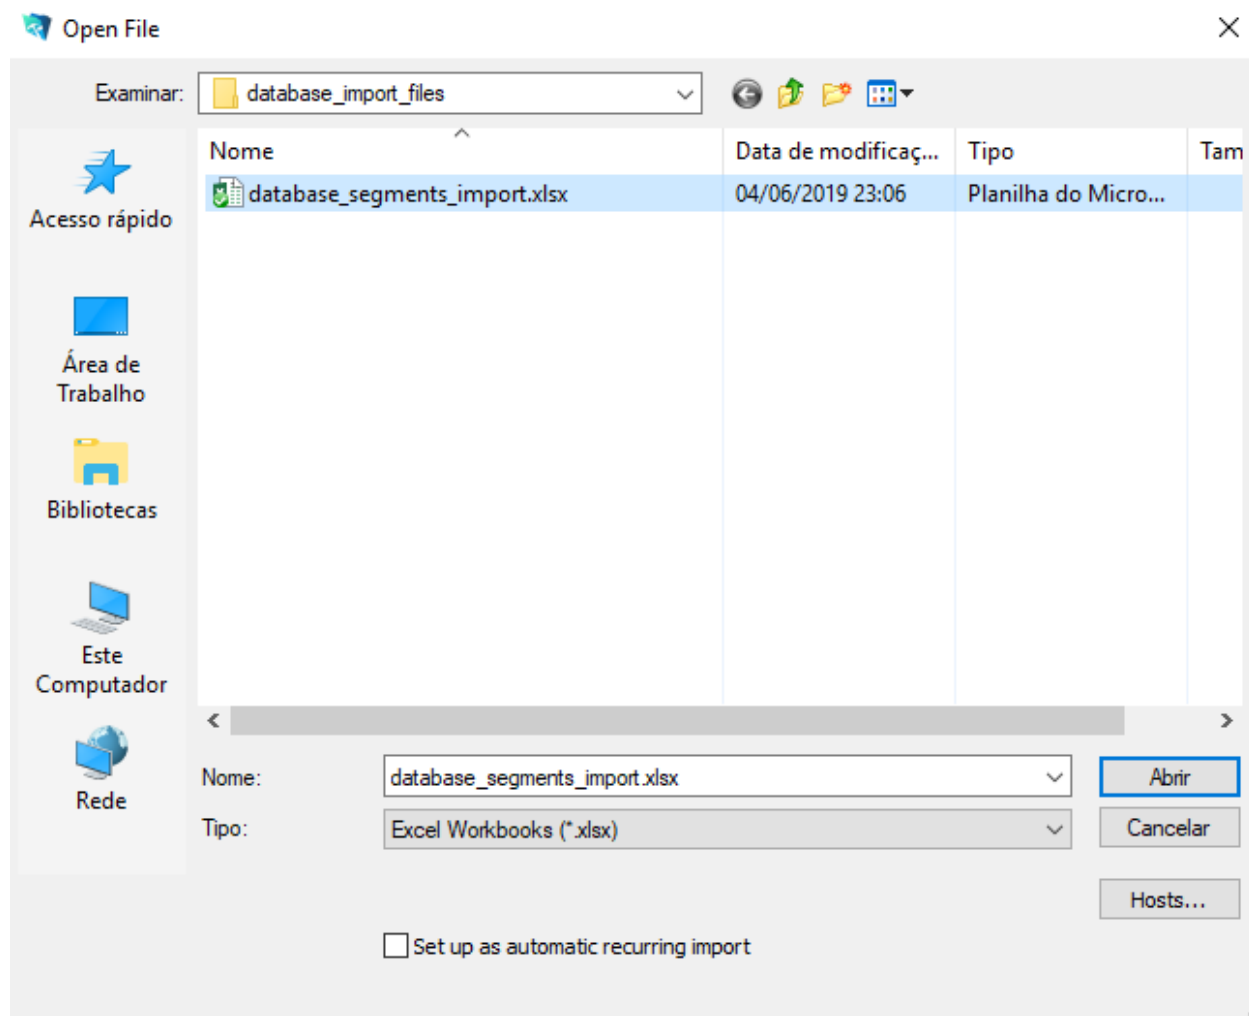 Open File
Examinar:
database_import_files
Nome
Data de modificaç...
Tipo
Tam
database_segments_import.xlsx
04/06/2019 23:06
Planilha do Micro...
Acesso rápido
Área de
Trabalho
Bibliotecas
Este
Computador
Rede
Nome:
database_segments_import.xlsx
Abrir
Tipo:
Excel Workbooks (*.xlsx)
Cancelar
Hosts...
Set up as automatic recurring import